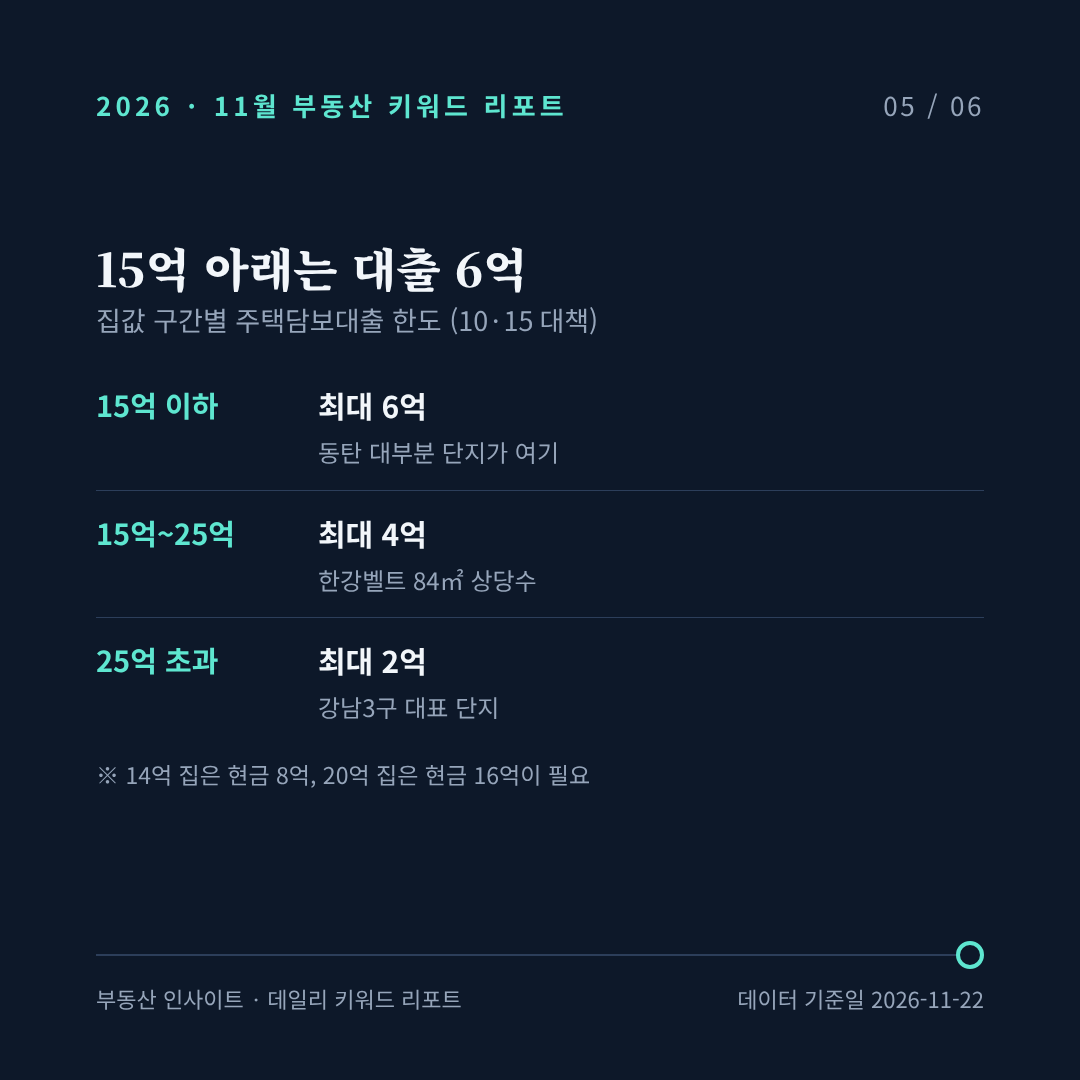 2026 · 11월 부동산 키워드 리포트
05 / 06
15억 아래는 대출 6억
집값 구간별 주택담보대출 한도 (10·15 대책)
15억 이하
최대 6억
동탄 대부분 단지가 여기
15억~25억
최대 4억
한강벨트 84㎡ 상당수
25억 초과
최대 2억
강남3구 대표 단지
※ 14억 집은 현금 8억, 20억 집은 현금 16억이 필요
부동산 인사이트 · 데일리 키워드 리포트
데이터 기준일 2026-11-22